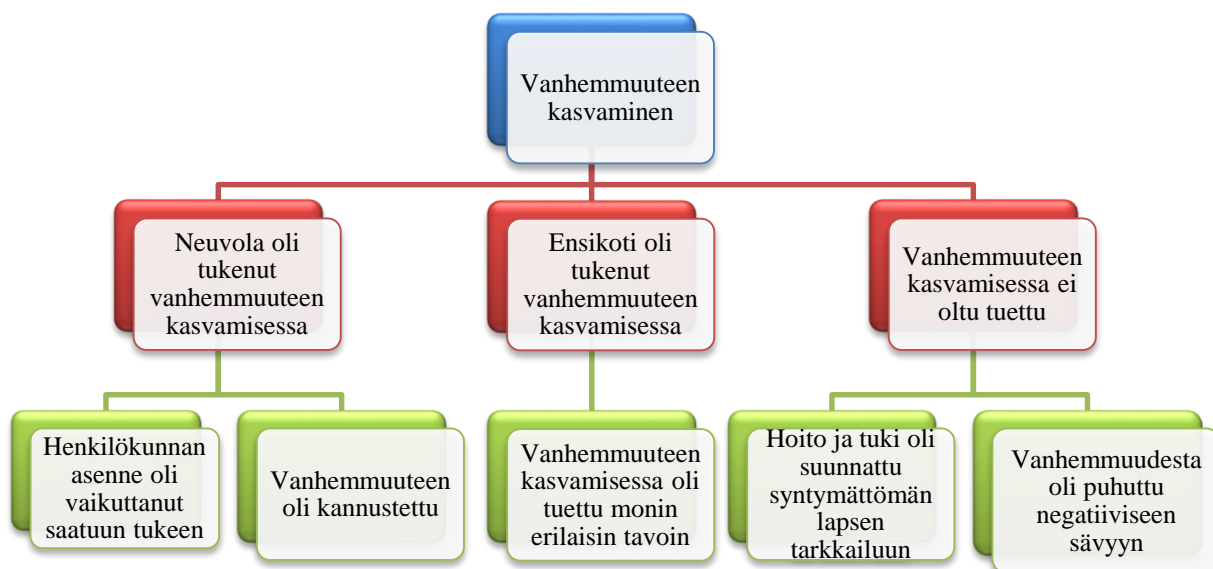 Vanhemmuuteen
kasvaminen
Neuvola oli
tukenut
vanhemmuuteen
kasvamisessa
Ensikoti oli
tukenut
vanhemmuuteen
kasvamisessa
Vanhemmuuteen
kasvamisessa ei
oltu tuettu
Henkilökunnan
asenne oli
vaikuttanut
saatuun tukeen
Vanhemmuuteen
oli kannustettu
Vanhemmuuteen
kasvamisessa oli
tuettu monin
erilaisin tavoin
Hoito ja tuki oli
suunnattu
syntymättömän
lapsen
tarkkailuun
Vanhemmuudesta
oli puhuttu
negatiiviseen
sävyyn